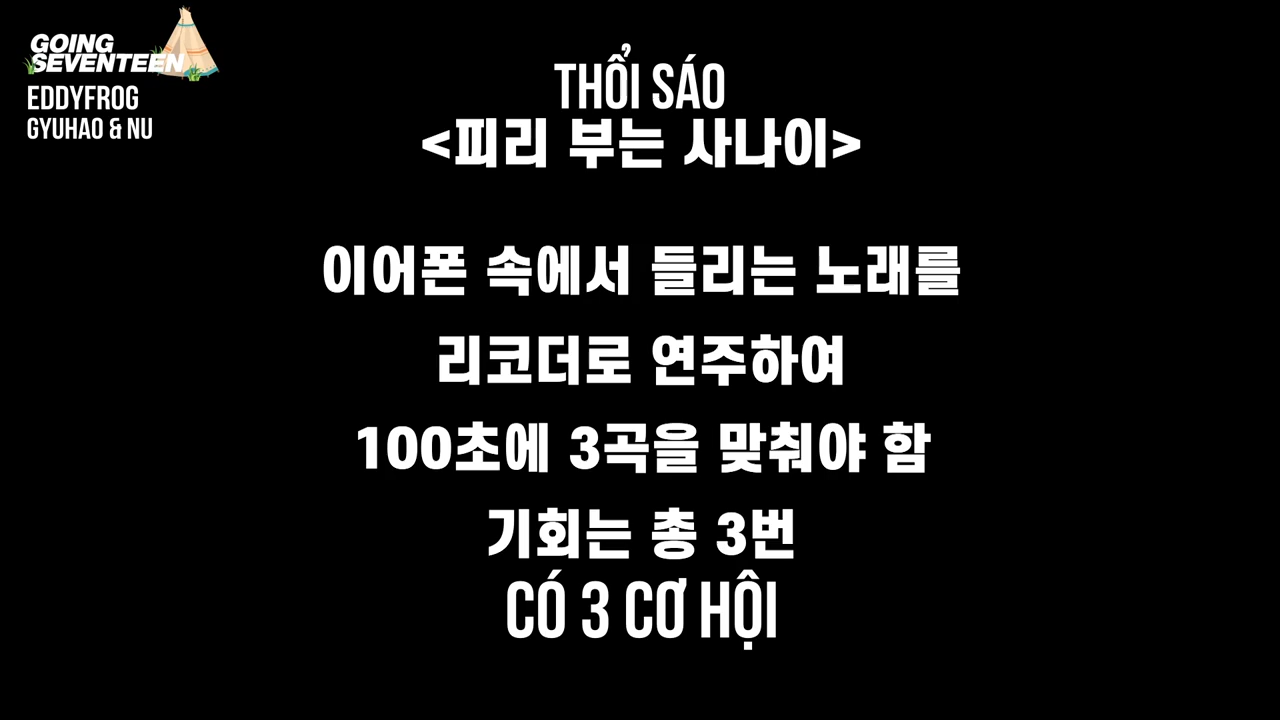 GOING
SEVENTEEN
EDDYFROG
GYUHAO & NU
THỔI SÁO
<피리 부는 사나이>
이어폰 속에서 들리는 노래를
리코더로 연주하여
100초에 3곡을 맞춰야 함
기회는 총 3번
CÓ 3 CƠ HỘI